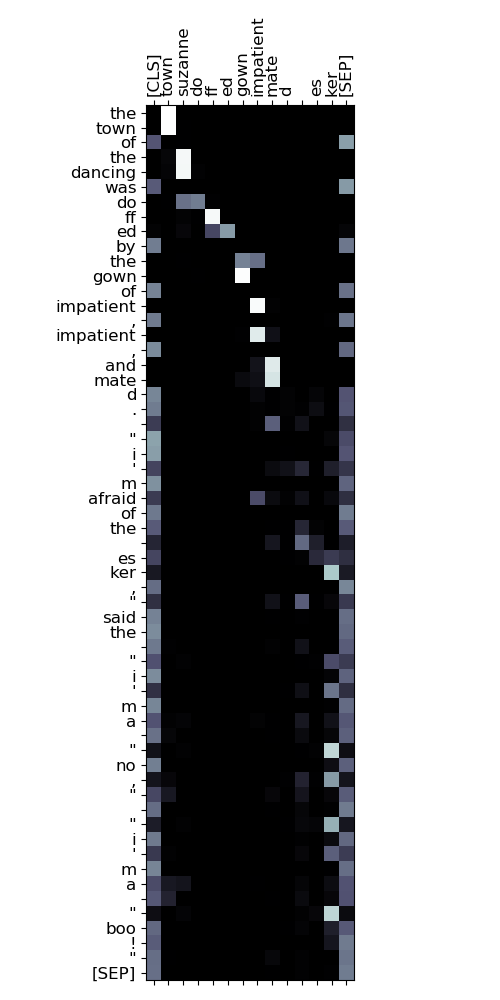 [CLS]
town
suzanne
do
ff
ed
gown
impatient
mate
d
es
ker
[SEP]
the
town
of
the
dancing
was
do
ff
ed
by
the
gown
of
impatient
,
impatient
,
and
mate
d
.
"
i
'
m
afraid
of
the
es
ker
,
"
said
the
"
i
'
m
a
"
no
,
"
"
i
'
m
a
"
boo
!
"
[SEP]